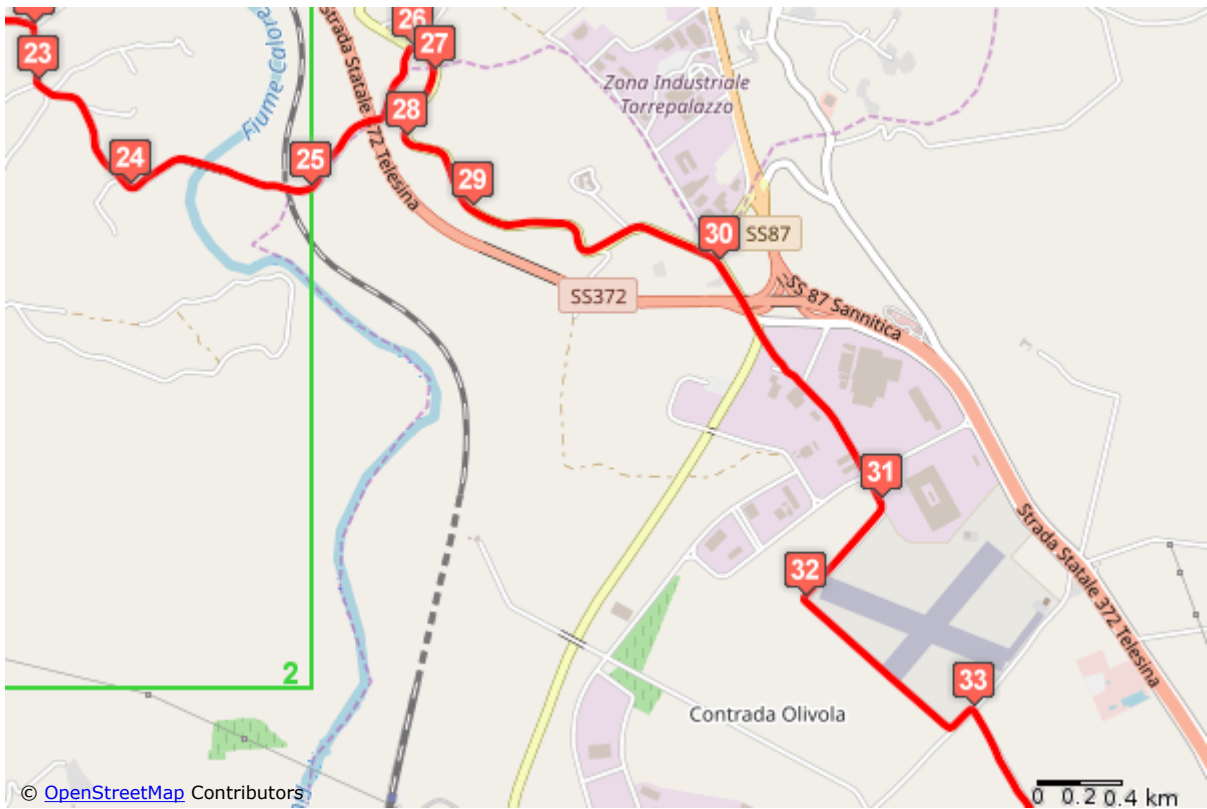 26
27
23
Fiume Calore
Strada Statale 372 Telesina
Zona Industriale
Torrepalazzo
28
24
25
29
30
SS87
SS372
SS 87 Sannitica
31
Strada Statale 372 Telesina
32
33
2
Contrada Olivola
© OpenStreetMap Contributors
0 0.2 0.4 km